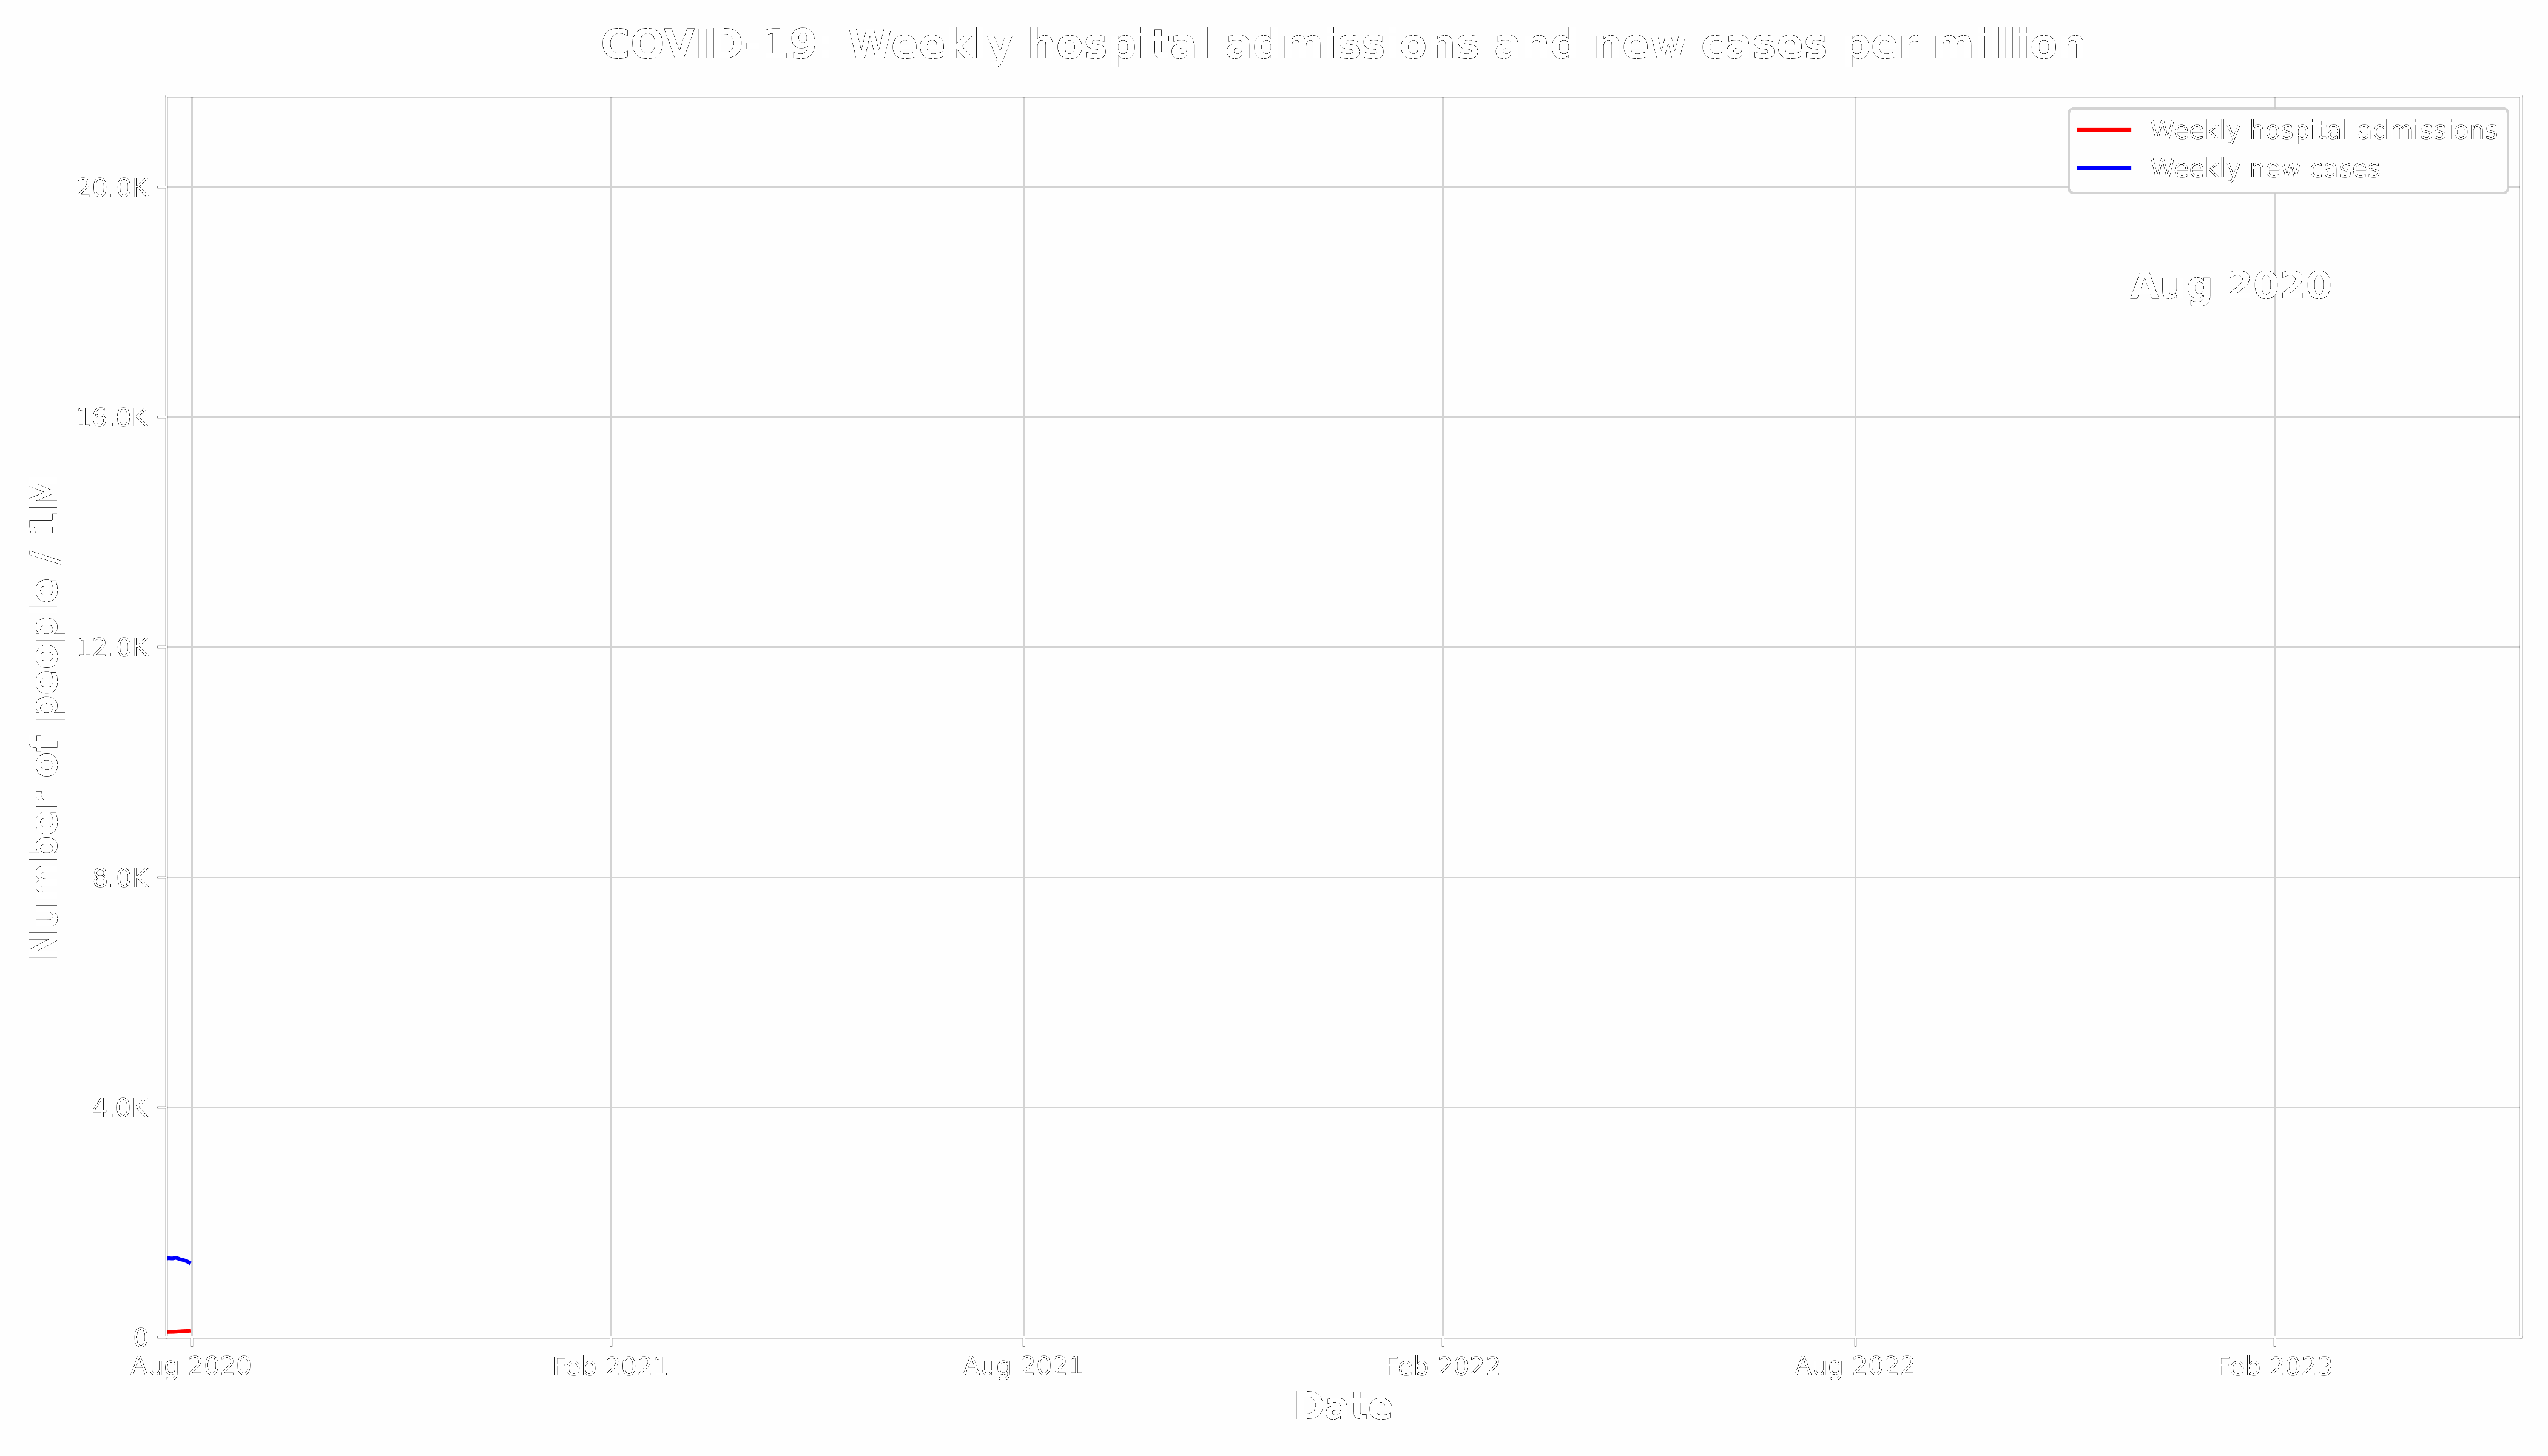 COVID-19: Weekly hospital admissions and new cases per million
Weekly hospital admissions
Weekly new cases
Aug 2020
20.0K
16.0K
12.0K
8.0K
4.0K
0
Number of people / 1M
Aug 2020 Feb 2021 Aug 2021 Feb 2022 Aug 2022 Feb 2023
Date